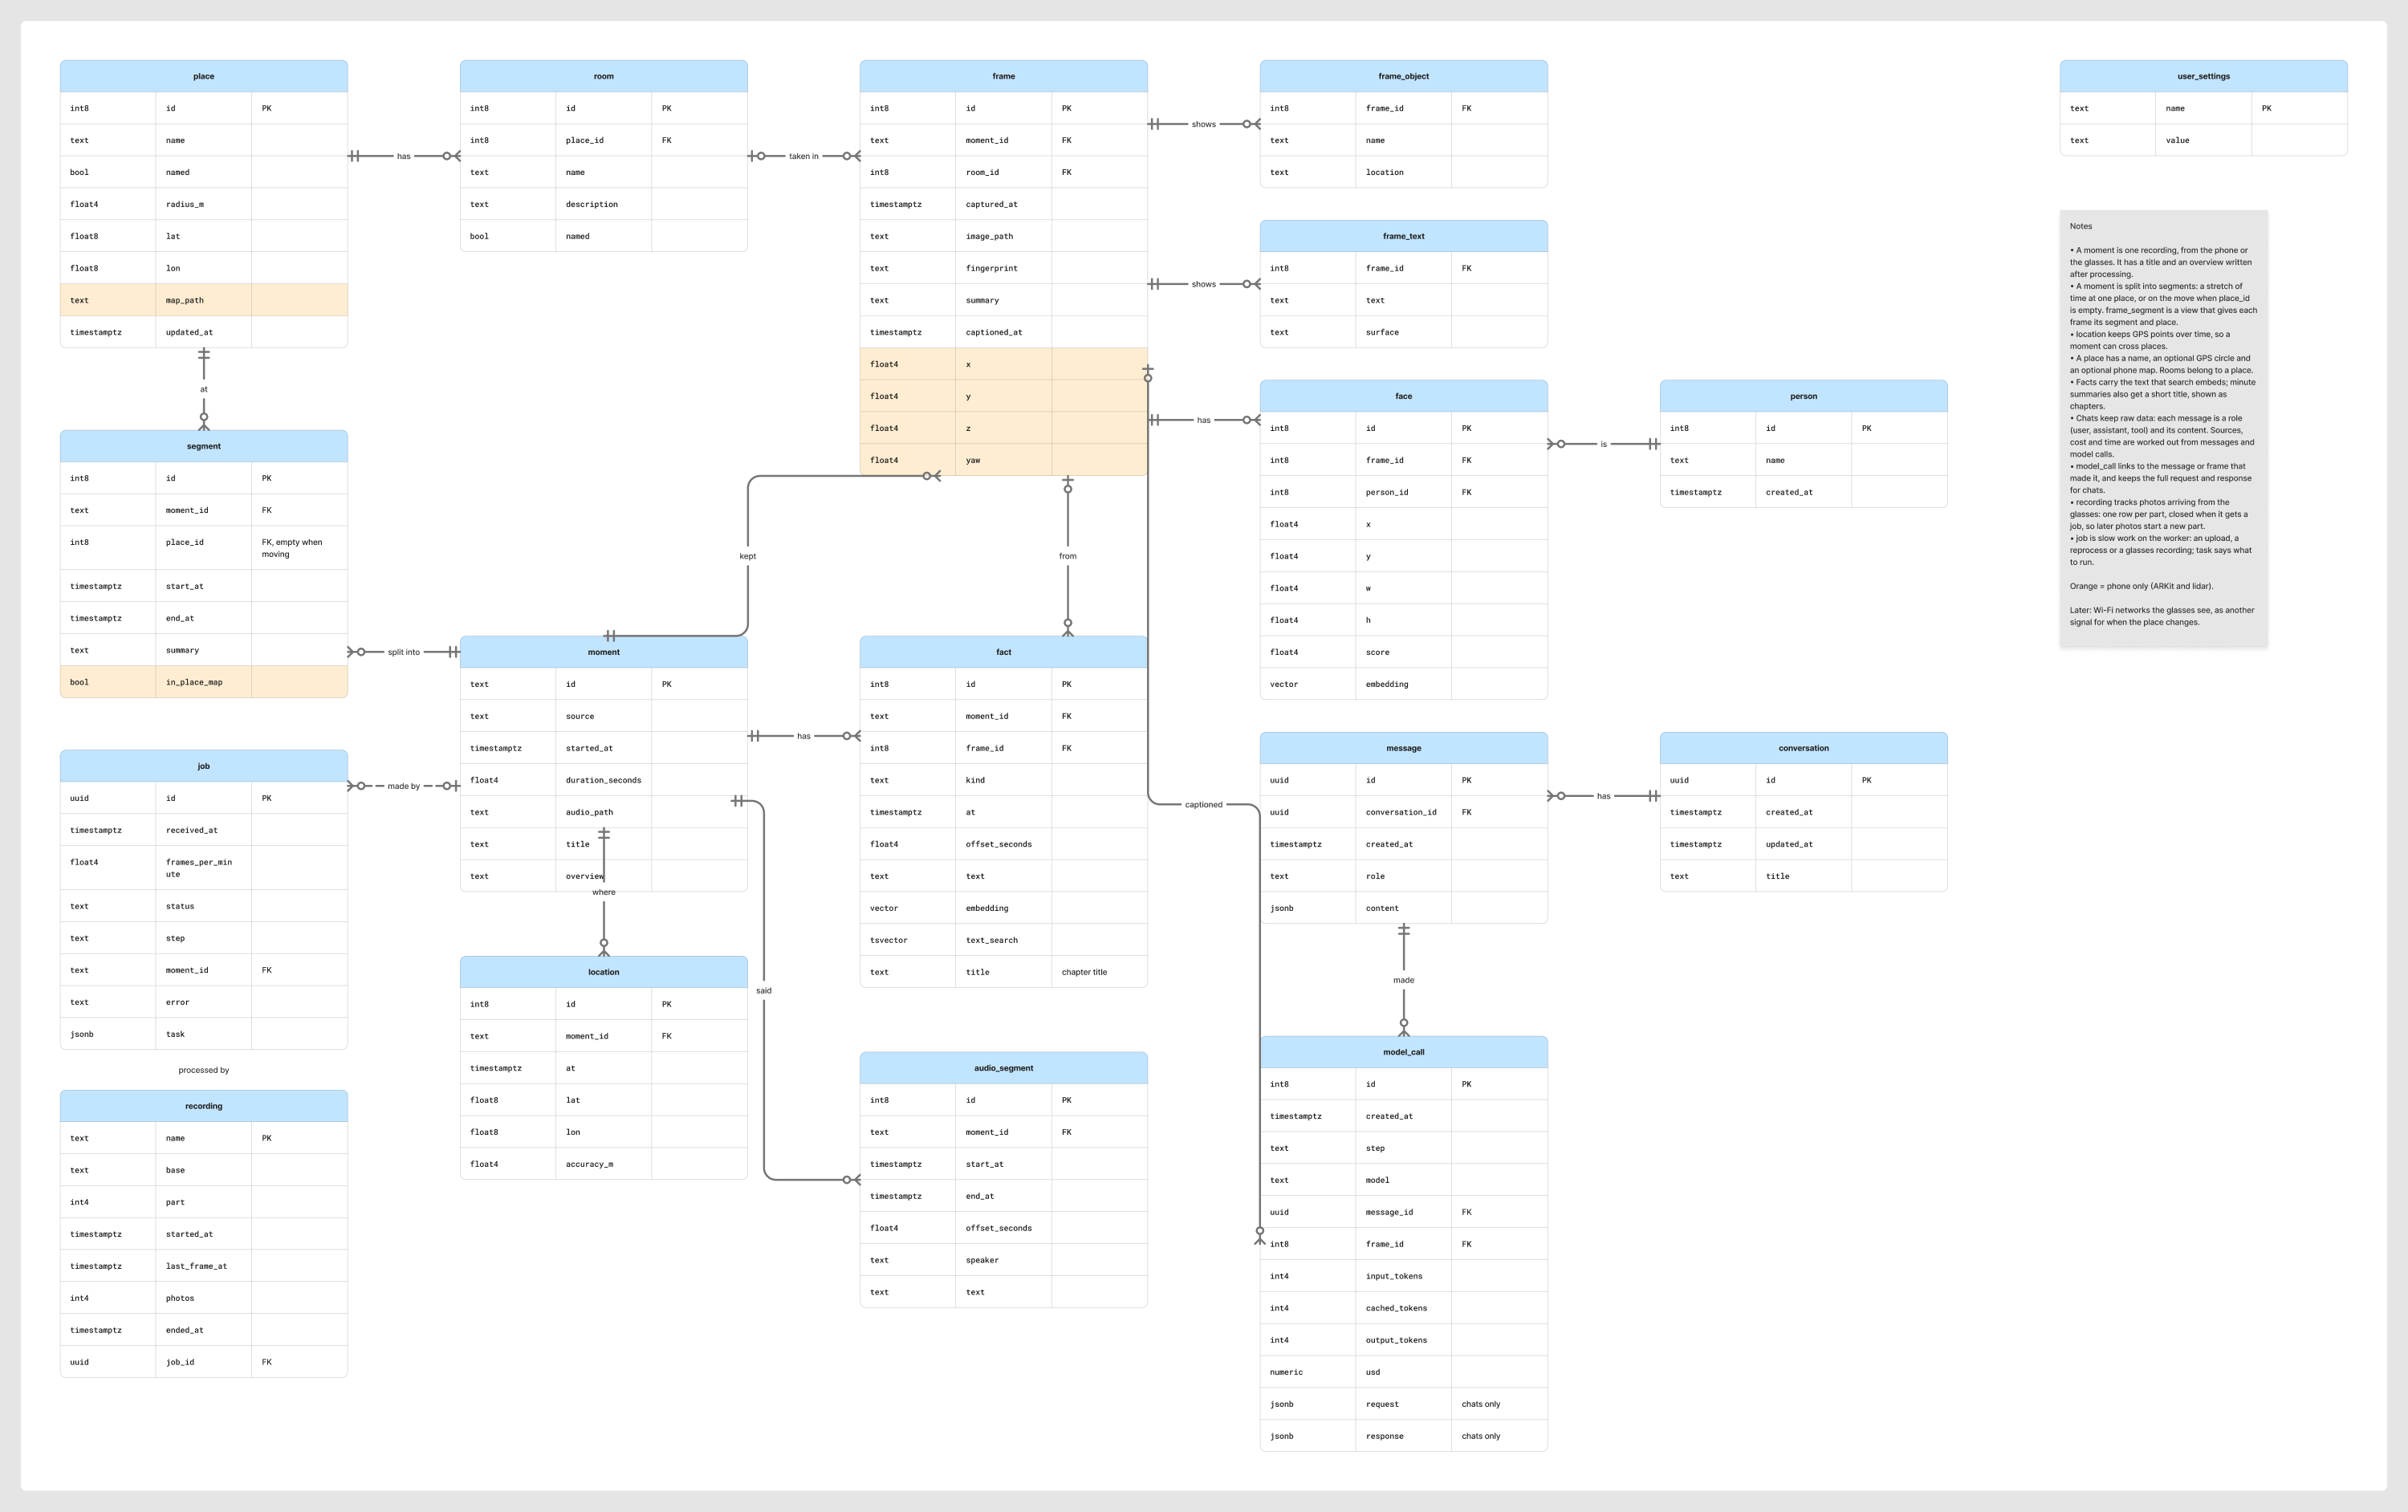 place
int8 id PK
text name
bool named
float4 radius_m
float8 lat
float8 lon
text map_path
timestamptz updated_at
has
room
int8 id PK
int8 place_id FK
text name
text description
bool named
taken in
frame
int8 id PK
text moment_id FK
int8 room_id FK
timestamptz captured_at
text image_path
text fingerprint
text summary
timestamptz captioned_at
float4 x
float4 y
float4 z
float4 yaw
shows
frame_object
int8 frame_id FK
text name
text location
shows
frame_text
int8 frame_id FK
text text
text surface
has
face
int8 id PK
int8 frame_id FK
int8 person_id FK
float4 x
float4 y
float4 w
float4 h
float4 score
vector embedding
is
person
int8 id PK
text name
timestamptz created_at
user_settings
text name PK
text value
Notes
• A moment is one recording, from the phone or
the glasses. It has a title and an overview written
after processing.
• A moment is split into segments: a stretch of
time at one place, or on the move when place_id
is empty. frame_segment is a view that gives each
frame its segment and place.
• location keeps GPS points over time, so a
moment can cross places.
• A place has a name, an optional GPS circle and
an optional phone map. Rooms belong to a place.
• Facts carry the text that search embeds; minute
summaries also get a short title, shown as
chapters.
• Chats keep raw data: each message is a role
(user, assistant, tool) and its content. Sources,
cost and time are worked out from messages and
model calls.
• model_call links to the message or frame that
made it, and keeps the full request and response
for chats.
• recording tracks photos arriving from the
glasses: one row per part, closed when it gets a
job, so later photos start a new part.
• job is slow work on the worker: an upload, a
reprocess or a glasses recording; task says what
to run.
Orange = phone only (ARKit and lidar).
Later: Wi-Fi networks the glasses see, as another
signal for when the place changes.
at
segment
int8 id PK
text moment_id FK
int8 place_id FK, empty when
moving
timestamptz start_at
timestamptz end_at
text summary
bool in_place_map
split into
kept
from
moment
text id PK
text source
timestamptz started_at
float4 duration_seconds
text audio_path
text title
text overview
where
has
fact
int8 id PK
text moment_id FK
int8 frame_id FK
text kind
timestamptz at
float4 offset_seconds
text text
vector embedding
tsvector text_search
text title chapter title
captioned
message
uuid id PK
uuid conversation_id FK
timestamptz created_at
text role
jsonb content
has
conversation
uuid id PK
timestamptz created_at
timestamptz updated_at
text title
job
uuid id PK
timestamptz received_at
float4 frames_per_min
ute
text status
text step
text moment_id FK
text error
jsonb task
made by
processed by
recording
text name PK
text base
int4 part
timestamptz started_at
timestamptz last_frame_at
int4 photos
timestamptz ended_at
uuid job_id FK
location
int8 id PK
text moment_id FK
timestamptz at
float8 lat
float8 lon
float4 accuracy_m
said
audio_segment
int8 id PK
text moment_id FK
timestamptz start_at
timestamptz end_at
float4 offset_seconds
text speaker
text text
made
model_call
int8 id PK
timestamptz created_at
text step
text model
uuid message_id FK
int8 frame_id FK
int4 input_tokens
int4 cached_tokens
int4 output_tokens
numeric usd
jsonb request chats only
jsonb response chats only